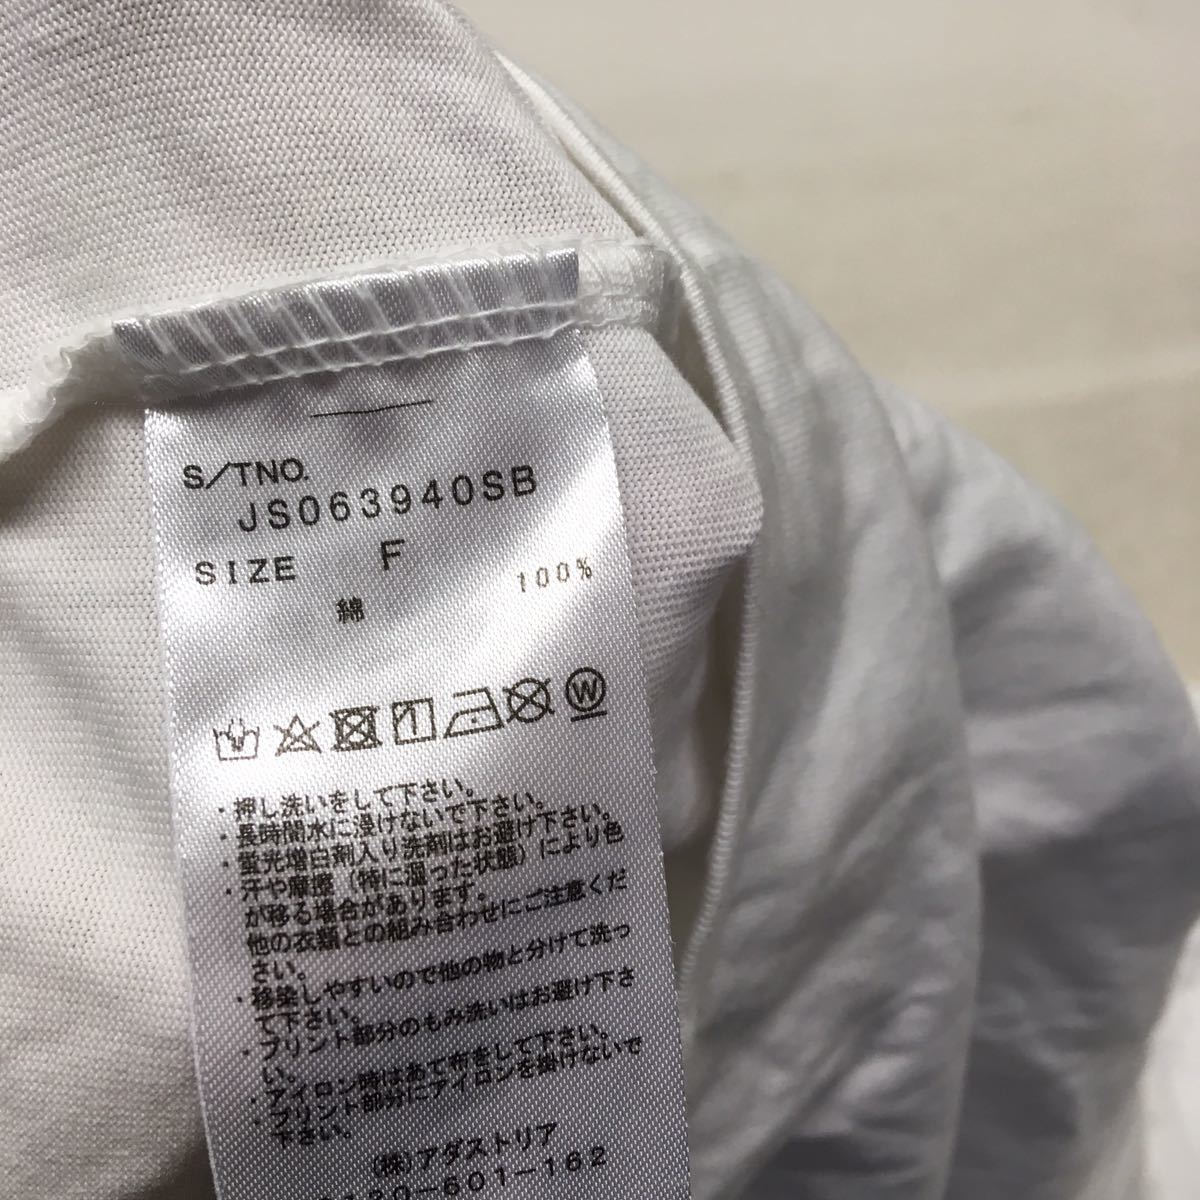 S/TNO.
JS063940SB
SIZE F
綿 100%
W
・押し洗いをして下さい。
・長時間水に浸けないで下さい。
・蛍光増白剤入り洗剤はお避け下さい。
・汗や摩擦（特に湿った状態）により色
が移る場合があります。
他の衣類との組み合わせにご注意くだ
さい。
・移染しやすいので他の物と分けて洗っ
て下さい。
・プリント部分のもみ洗いはお避け下さ
い。
・アイロン時はあて布をして下さい。
・プリント部分にアイロンを掛けないで
下さい。
(株)アダストリア
0120-601-162